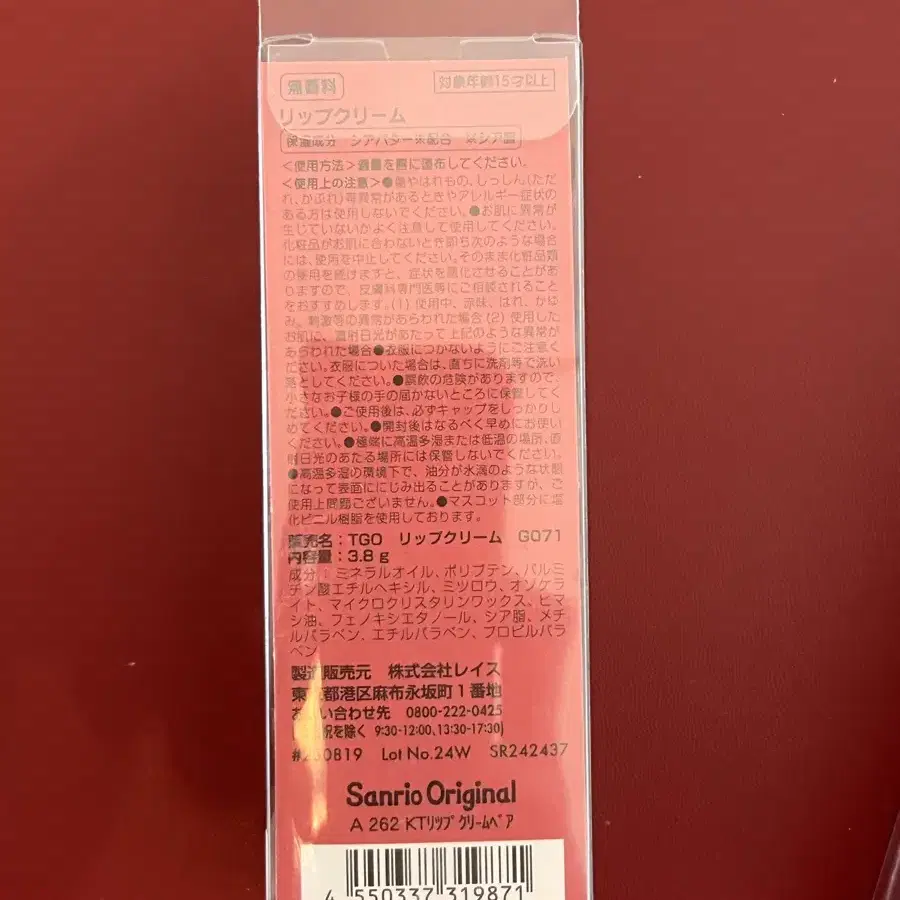 無香料
対象年齢15才以上
リップクリーム
保湿成分 シアバター※配合 ※シア脂
＜使用方法＞適量を唇に塗布してください。
＜使用上の注意＞●傷やはれもの、しっしん(ただ
れ、かぶれ)等異常があるときやアレルギー症状の
ある方は使用しないでください。●お肌に異常が
生じていないかよく注意して使用してください。
化粧品がお肌に合わないとき即ち次のような場合
には、使用を中止してください。そのまま化粧品類
の使用を続けますと、症状を悪化させることがあ
りますので、皮膚科専門医等にご相談されること
をおすすめします。(1) 使用中、赤味、はれ、かゆ
み、刺激等の異常があらわれた場合 (2) 使用した
お肌に、直射日光があたって上記のような異常が
あらわれた場合●衣服につかないようにご注意く
ださい。衣服についた場合は、直ちに洗剤等で洗い
落としてください。●誤飲の危険がありますので、
小さなお子様の手の届かないところに保管してく
ださい。●ご使用後は、必ずキャップをしっかりし
めてください。●開封後はなるべく早めにお使い
ください。●極端に高温多湿または低温の場所、直
射日光のあたる場所には保管しないでください。
●高温多湿の環境下で、油分が水滴のような状態
になって表面ににじみ出ることがありますが、ご
使用上問題ございません。●マスコット部分に塩
化ビニル樹脂を使用しております。
販売名：TGO リップクリーム G071
内容量：3.8ｇ
成分：ミネラルオイル、ポリブテン、パルミ
チン酸エチルヘキシル、ミツロウ、オゾケラ
イト、マイクロクリスタリンワックス、ヒマ
シ油、フェノキシエタノール、シア脂、メチ
ルパラベン、エチルパラベン、プロピルパラ
ベン
製造販売元 株式会社レイス
東京都港区麻布永坂町1番地
お問い合わせ先 0800-222-0425
祝を除く 9:30-12:00、13:30-17:30)
Lot No.24W SR242437
Sanrio Original
A 262 KTﾘｯﾌﾟｸﾘｰﾑﾍﾞｱ
4 550337 319871